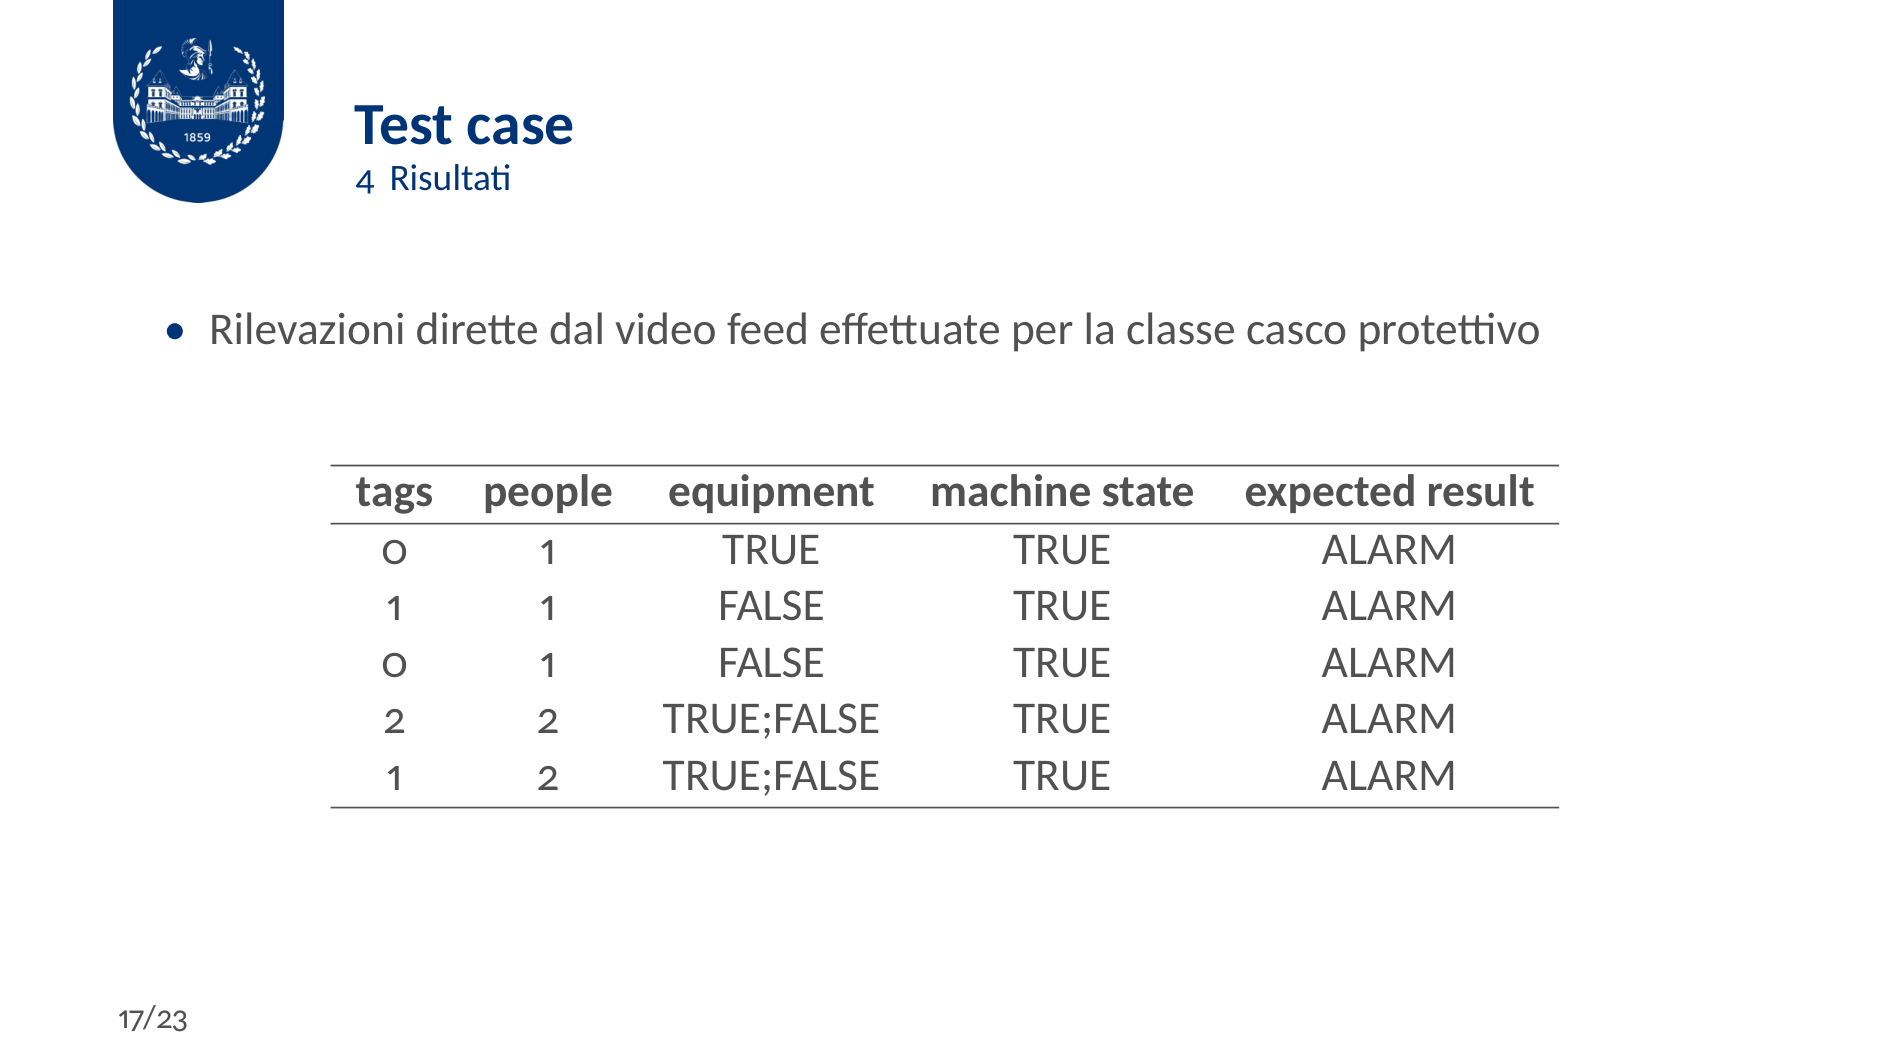 1859
Test case
4 Risultati
• Rilevazioni dirette dal video feed effettuate per la classe casco protettivo
tags people equipment machine state expected result
0 1 TRUE TRUE ALARM
1 1 FALSE TRUE ALARM
0 1 FALSE TRUE ALARM
2 2 TRUE;FALSE TRUE ALARM
1 2 TRUE;FALSE TRUE ALARM
17/23